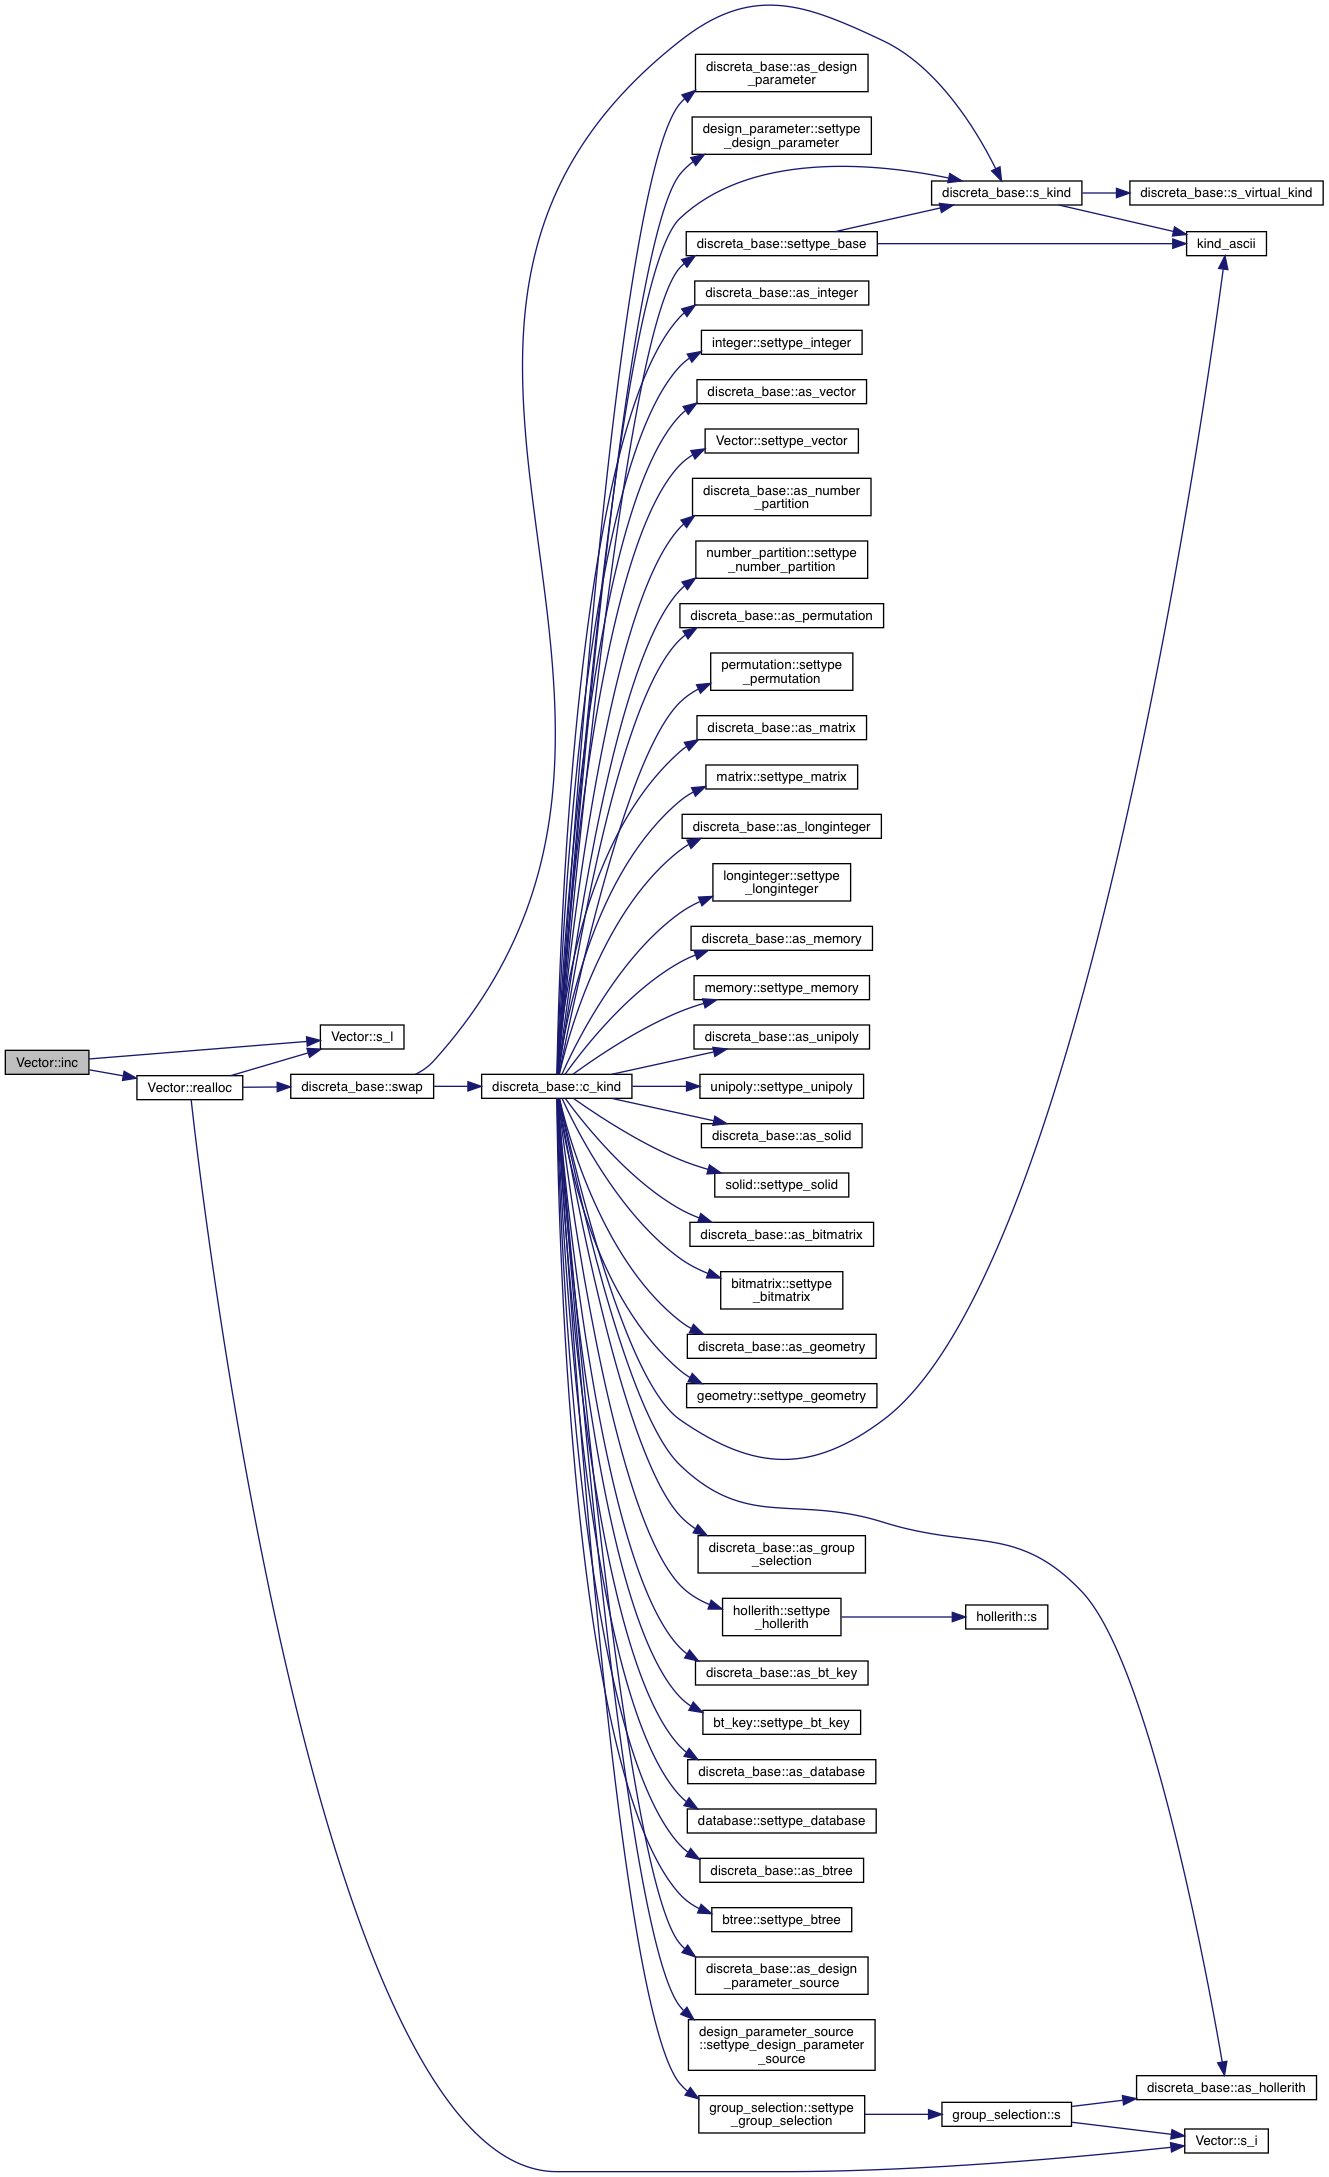 discreta_base::as_design
_parameter
design_parameter::settype
_design_parameter
discreta_base::s_kind
discreta_base::s_virtual_kind
discreta_base::settype_base
kind_ascii
discreta_base::as_integer
integer::settype_integer
discreta_base::as_vector
Vector::settype_vector
discreta_base::as_number
_partition
number_partition::settype
_number_partition
discreta_base::as_permutation
permutation::settype
_permutation
discreta_base::as_matrix
matrix::settype_matrix
discreta_base::as_longinteger
longinteger::settype
_longinteger
discreta_base::as_memory
memory::settype_memory
Vector::s_l
discreta_base::as_unipoly
Vector::inc
Vector::realloc
discreta_base::swap
discreta_base::c_kind
unipoly::settype_unipoly
discreta_base::as_solid
solid::settype_solid
discreta_base::as_bitmatrix
bitmatrix::settype
_bitmatrix
discreta_base::as_geometry
geometry::settype_geometry
discreta_base::as_group
_selection
hollerith::settype
_hollerith
hollerith::s
discreta_base::as_bt_key
bt_key::settype_bt_key
discreta_base::as_database
database::settype_database
discreta_base::as_btree
btree::settype_btree
discreta_base::as_design
_parameter_source
design_parameter_source
::settype_design_parameter
_source
discreta_base::as_hollerith
group_selection::settype
_group_selection
group_selection::s
Vector::s_i